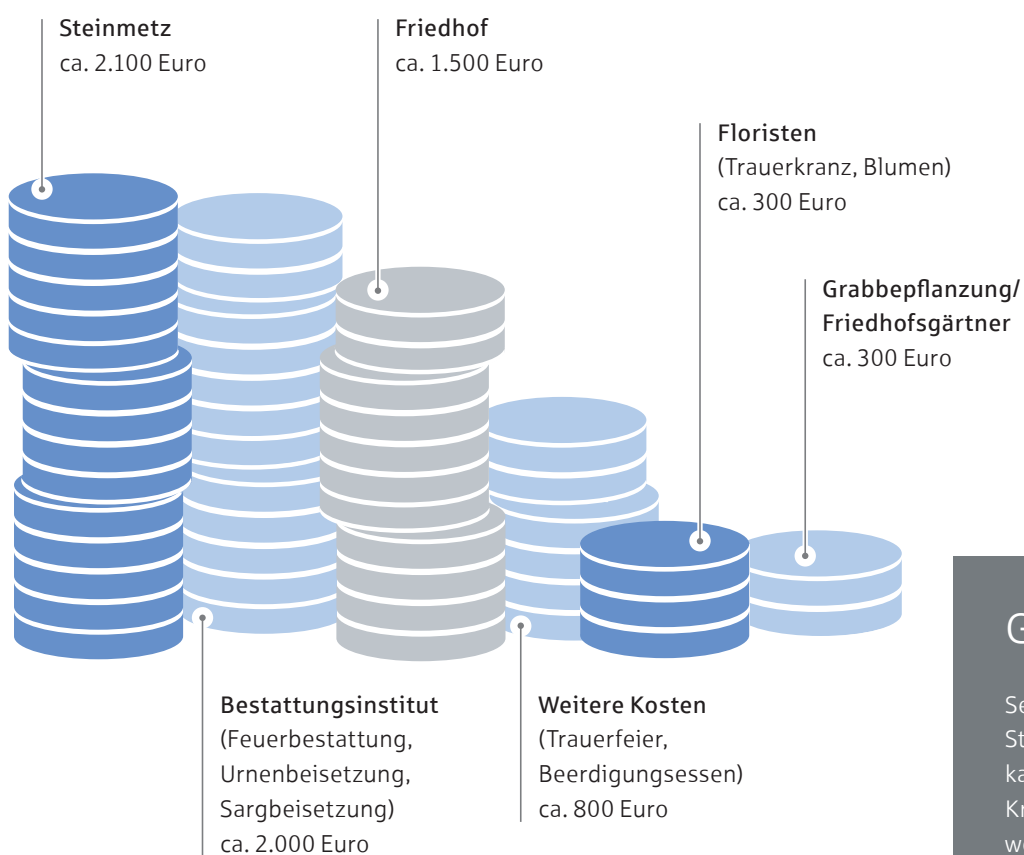 Steinmetz
ca. 2.100 Euro
Friedhof
ca. 1.500 Euro
Floristen
(Trauerkranz, Blumen)
ca. 300 Euro
Grabbepflanzung/
Friedhofsgärtner
ca. 300 Euro
Bestattungsinstitut
(Feuerbestattung,
Urnenbeisetzung,
Sargbeisetzung)
ca. 2.000 Euro
Weitere Kosten
(Trauerfeier,
Beerdigungsessen)
ca. 800 Euro